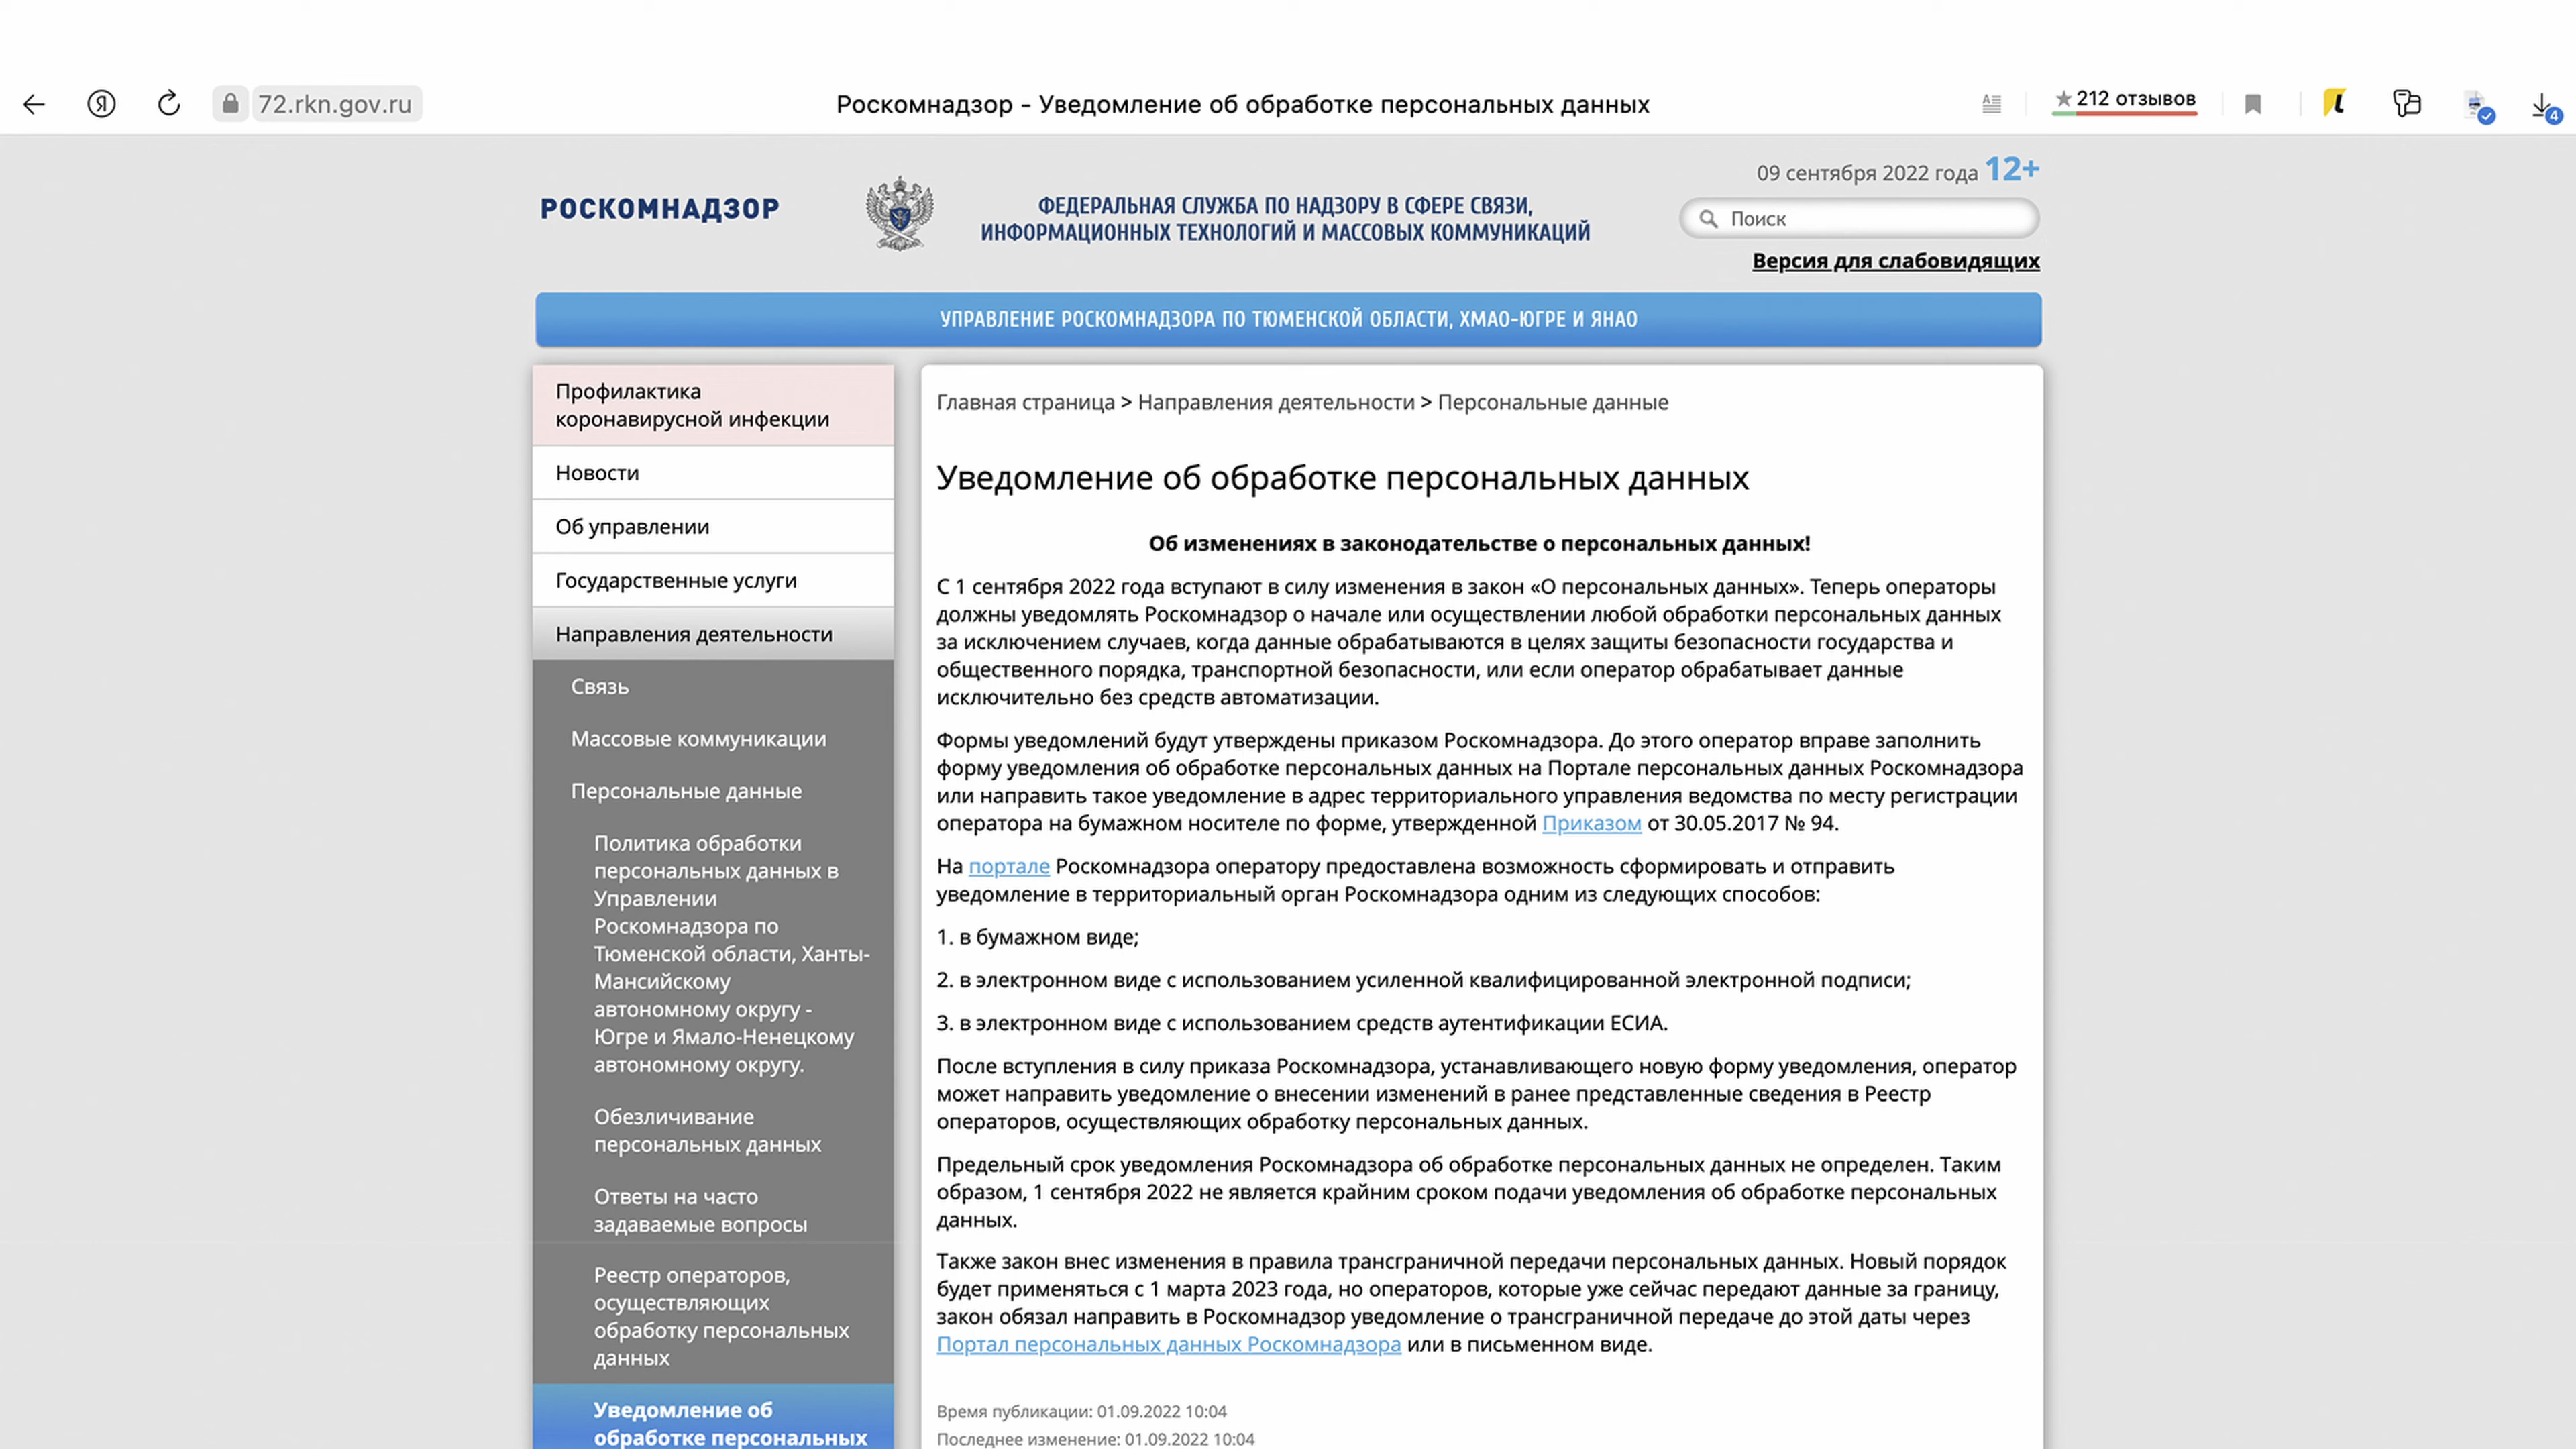 72.rkn.gov.ru
Роскомнадзор - Уведомление об обработке персональных данных
212 отзывов
4
РОСКОМНАДЗОР
ФЕДЕРАЛЬНАЯ СЛУЖБА ПО НАДЗОРУ В СФЕРЕ СВЯЗИ,
ИНФОРМАЦИОННЫХ ТЕХНОЛОГИЙ И МАССОВЫХ КОММУНИКАЦИЙ
09 сентября 2022 года 12+
Поиск
Версия для слабовидящих
УПРАВЛЕНИЕ РОСКОМНАДЗОРА ПО ТЮМЕНСКОЙ ОБЛАСТИ, ХМАО-ЮГРЕ И ЯНАО
Профилактика
коронавирусной инфекции
Новости
Об управлении
Государственные услуги
Направления деятельности
Связь
Массовые коммуникации
Персональные данные
Политика обработки
персональных данных в
Управлении
Роскомнадзора по
Тюменской области, Ханты-
Мансийскому
автономному округу -
Югре и Ямало-Ненецкому
автономному округу.
Обезличивание
персональных данных
Ответы на часто
задаваемые вопросы
Реестр операторов,
осуществляющих
обработку персональных
данных
Уведомление об
обработке персональных
Главная страница > Направления деятельности > Персональные данные
Уведомление об обработке персональных данных
Об изменениях в законодательстве о персональных данных!
С 1 сентября 2022 года вступают в силу изменения в закон «О персональных данных». Теперь операторы
должны уведомлять Роскомнадзор о начале или осуществлении любой обработки персональных данных
за исключением случаев, когда данные обрабатываются в целях защиты безопасности государства и
общественного порядка, транспортной безопасности, или если оператор обрабатывает данные
исключительно без средств автоматизации.
Формы уведомлений будут утверждены приказом Роскомнадзора. До этого оператор вправе заполнить
форму уведомления об обработке персональных данных на Портале персональных данных Роскомнадзора
или направить такое уведомление в адрес территориального управления ведомства по месту регистрации
оператора на бумажном носителе по форме, утвержденной Приказом от 30.05.2017 № 94.
На портале Роскомнадзора оператору предоставлена возможность сформировать и отправить
уведомление в территориальный орган Роскомнадзора одним из следующих способов:
1. в бумажном виде;
2. в электронном виде с использованием усиленной квалифицированной электронной подписи;
3. в электронном виде с использованием средств аутентификации ЕСИА.
После вступления в силу приказа Роскомнадзора, устанавливающего новую форму уведомления, оператор
может направить уведомление о внесении изменений в ранее представленные сведения в Реестр
операторов, осуществляющих обработку персональных данных.
Предельный срок уведомления Роскомнадзора об обработке персональных данных не определен. Таким
образом, 1 сентября 2022 не является крайним сроком подачи уведомления об обработке персональных
данных.
Также закон внес изменения в правила трансграничной передачи персональных данных. Новый порядок
будет применяться с 1 марта 2023 года, но операторов, которые уже сейчас передают данные за границу,
закон обязал направить в Роскомнадзор уведомление о трансграничной передаче до этой даты через
Портал персональных данных Роскомнадзора или в письменном виде.
Время публикации: 01.09.2022 10:04
Последнее изменение: 01.09.2022 10:04